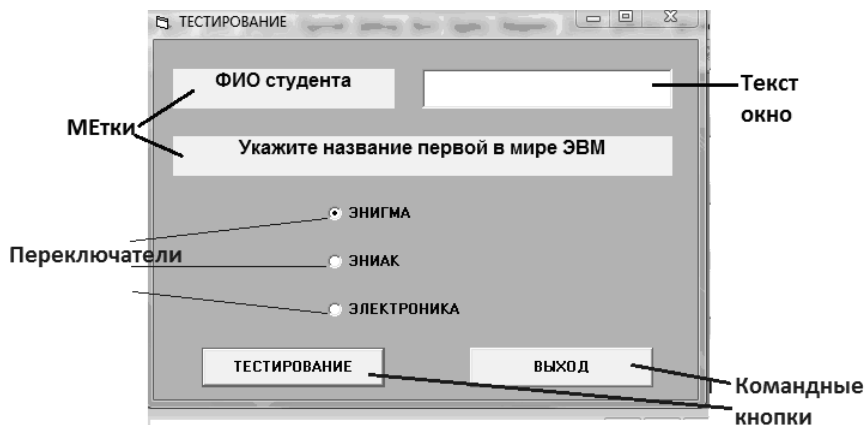 ТЕСТИРОВАНИЕ
ФИО студента
Текст
окно
МЕтки
Укажите название первой в мире ЭВМ
ЭНИГМА
Переключатели
ЭНИАК
ЭЛЕКТРОНИКА
ТЕСТИРОВАНИЕ
ВЫХОД
Командные
кнопки